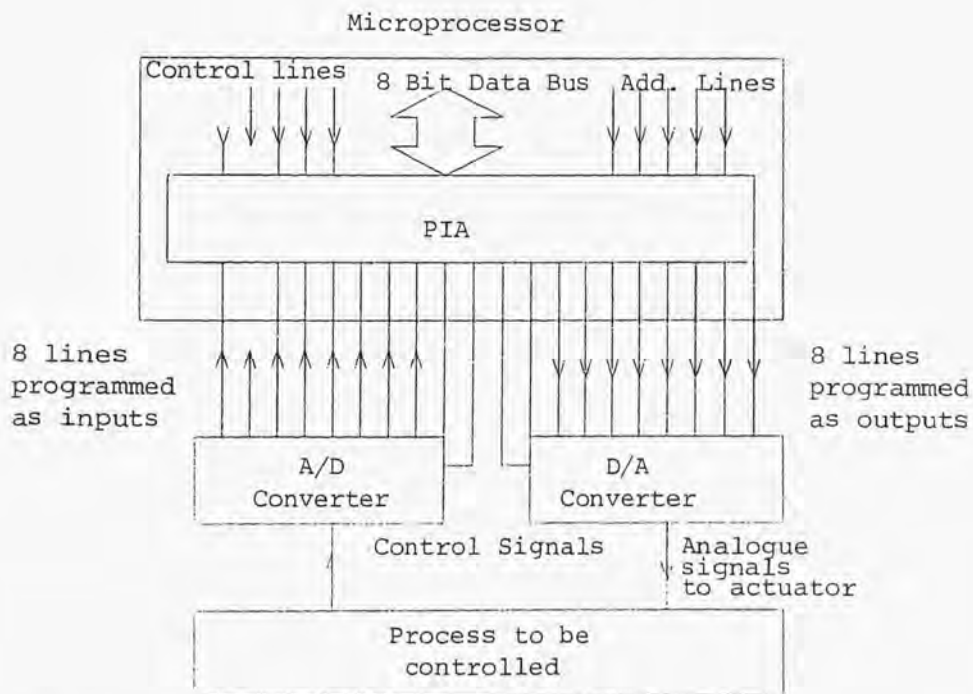 Microprocessor
Control lines
8 Bit Data Bus
Add. Lines
PIA
8 lines
programmed
as inputs
8 lines
programmed
as outputs
A/D
Converter
D/A
Converter
Control Signals
Analogue
signals
to actuator
Process to be
controlled